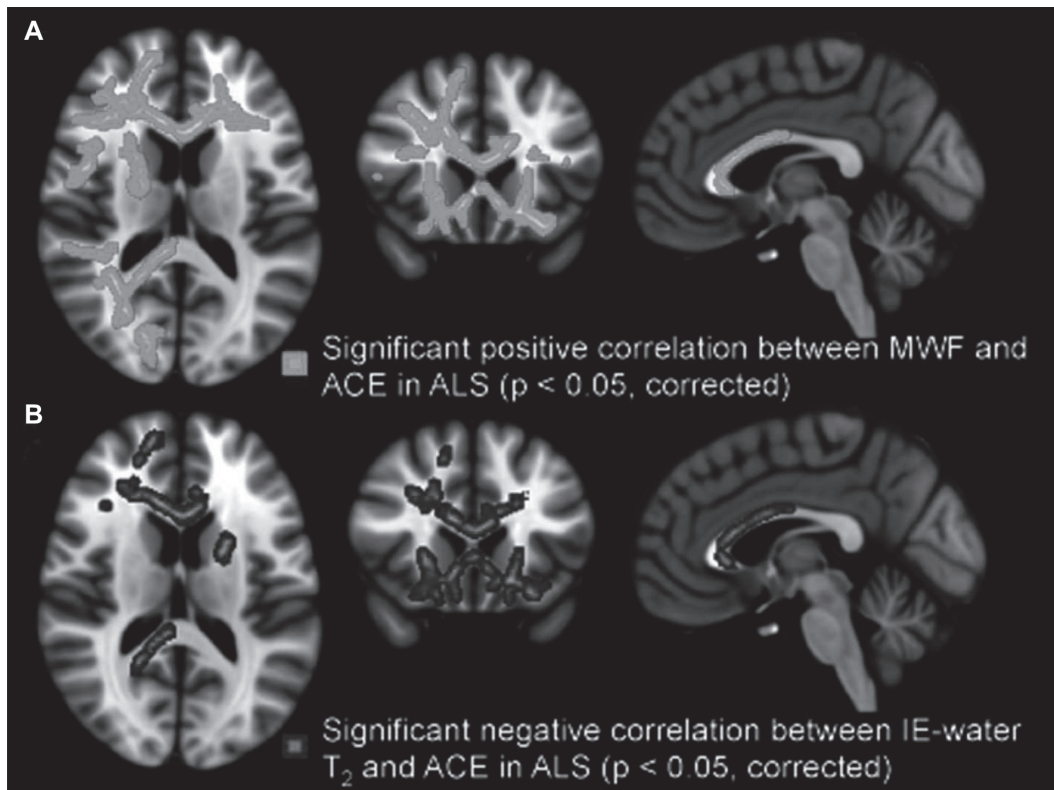 A
Significant positive correlation between MWF and
ACE in ALS (p < 0.05, corrected)
B
Significant negative correlation between IE-water
T₂ and ACE in ALS (p < 0.05, corrected)